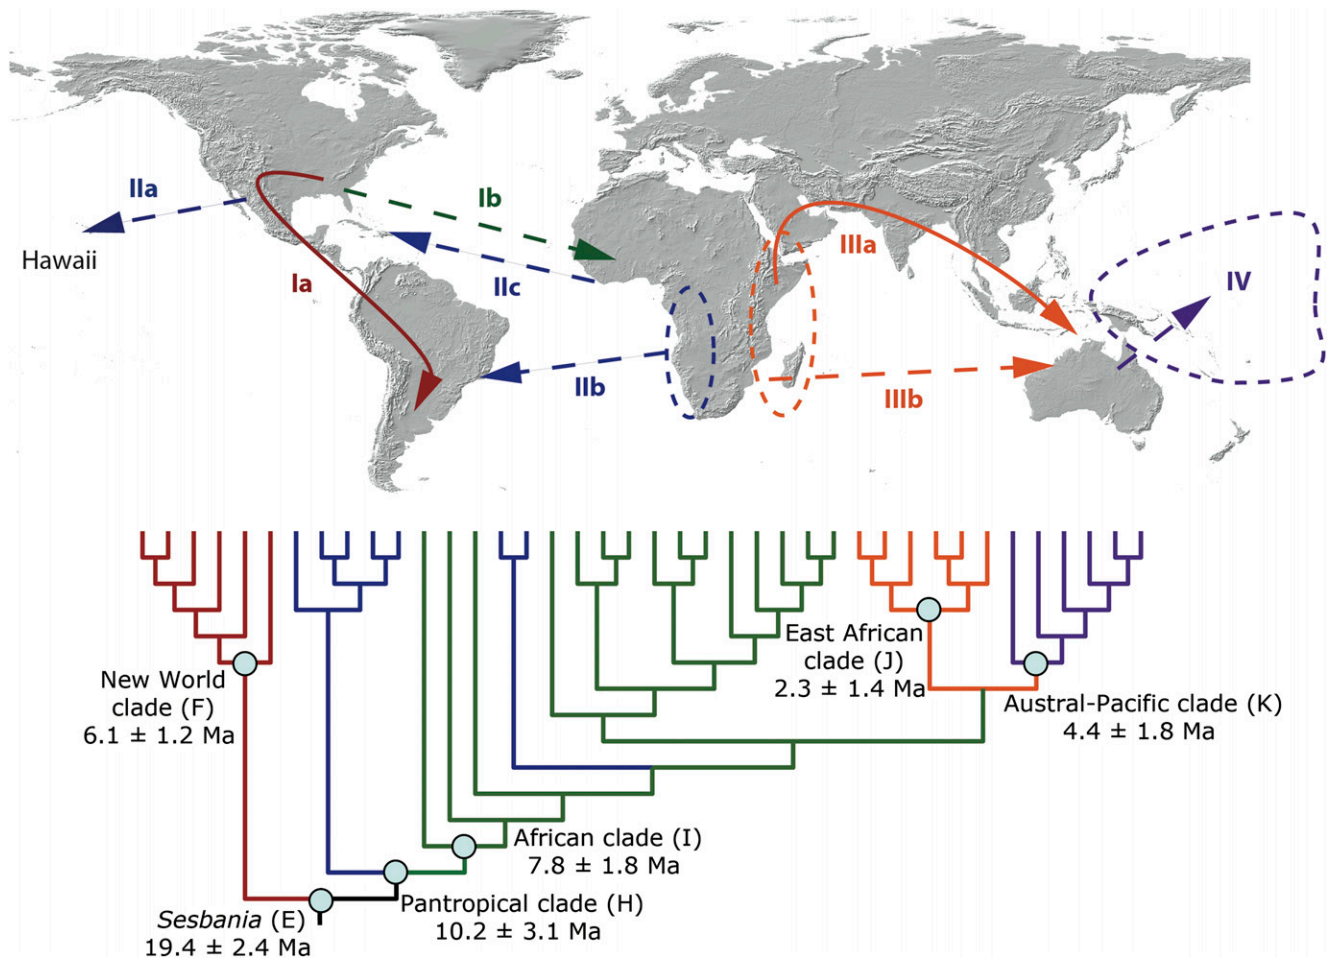 IIa
Ib
Hawaii
IIc
Ia
IIIa
IV
IIb
IIIb
New World
clade (F)
6.1 ± 1.2 Ma
East African
clade (J)
2.3 ± 1.4 Ma
Austral-Pacific clade (K)
4.4 ± 1.8 Ma
African clade (I)
7.8 ± 1.8 Ma
Sesbania (E)
19.4 ± 2.4 Ma
Pantropical clade (H)
10.2 ± 3.1 Ma